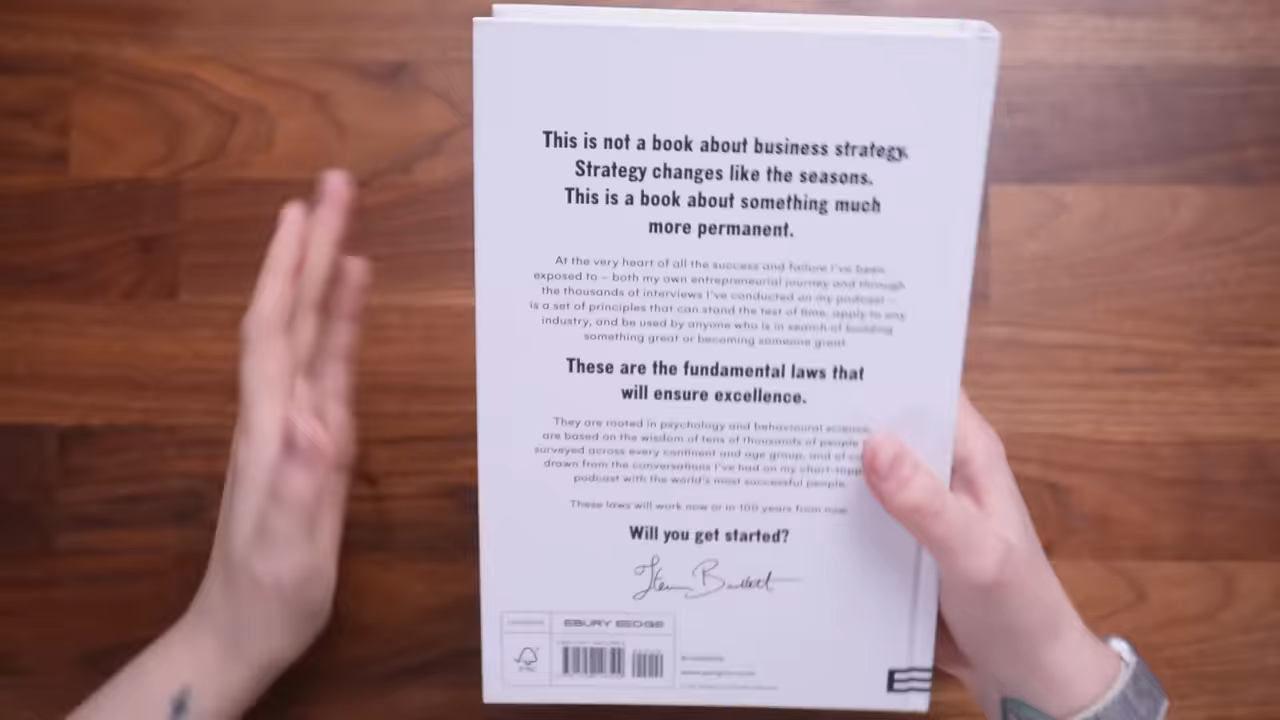 This is not a book about business strategy.
Strategy changes like the seasons.
This is a book about something much
more permanent.
At the very heart of all the success and failure I've been
exposed to – both my own entrepreneurial journey and through
the thousands of interviews I've conducted on my podcast –
is a set of principles that can stand the test of time, apply to any
industry, and be used by anyone who is in search of building
something great or becoming someone great.
These are the fundamental laws that
will ensure excellence.
They are rooted in psychology and behavioural science,
are based on the wisdom of tens of thousands of people
surveyed across every continent and age group, and of
drawn from the conversations I've had on my chart-topp
podcast with the world's most successful people.
These laws will work now or in 100 years from now.
Will you get started?
EBURY EDGE